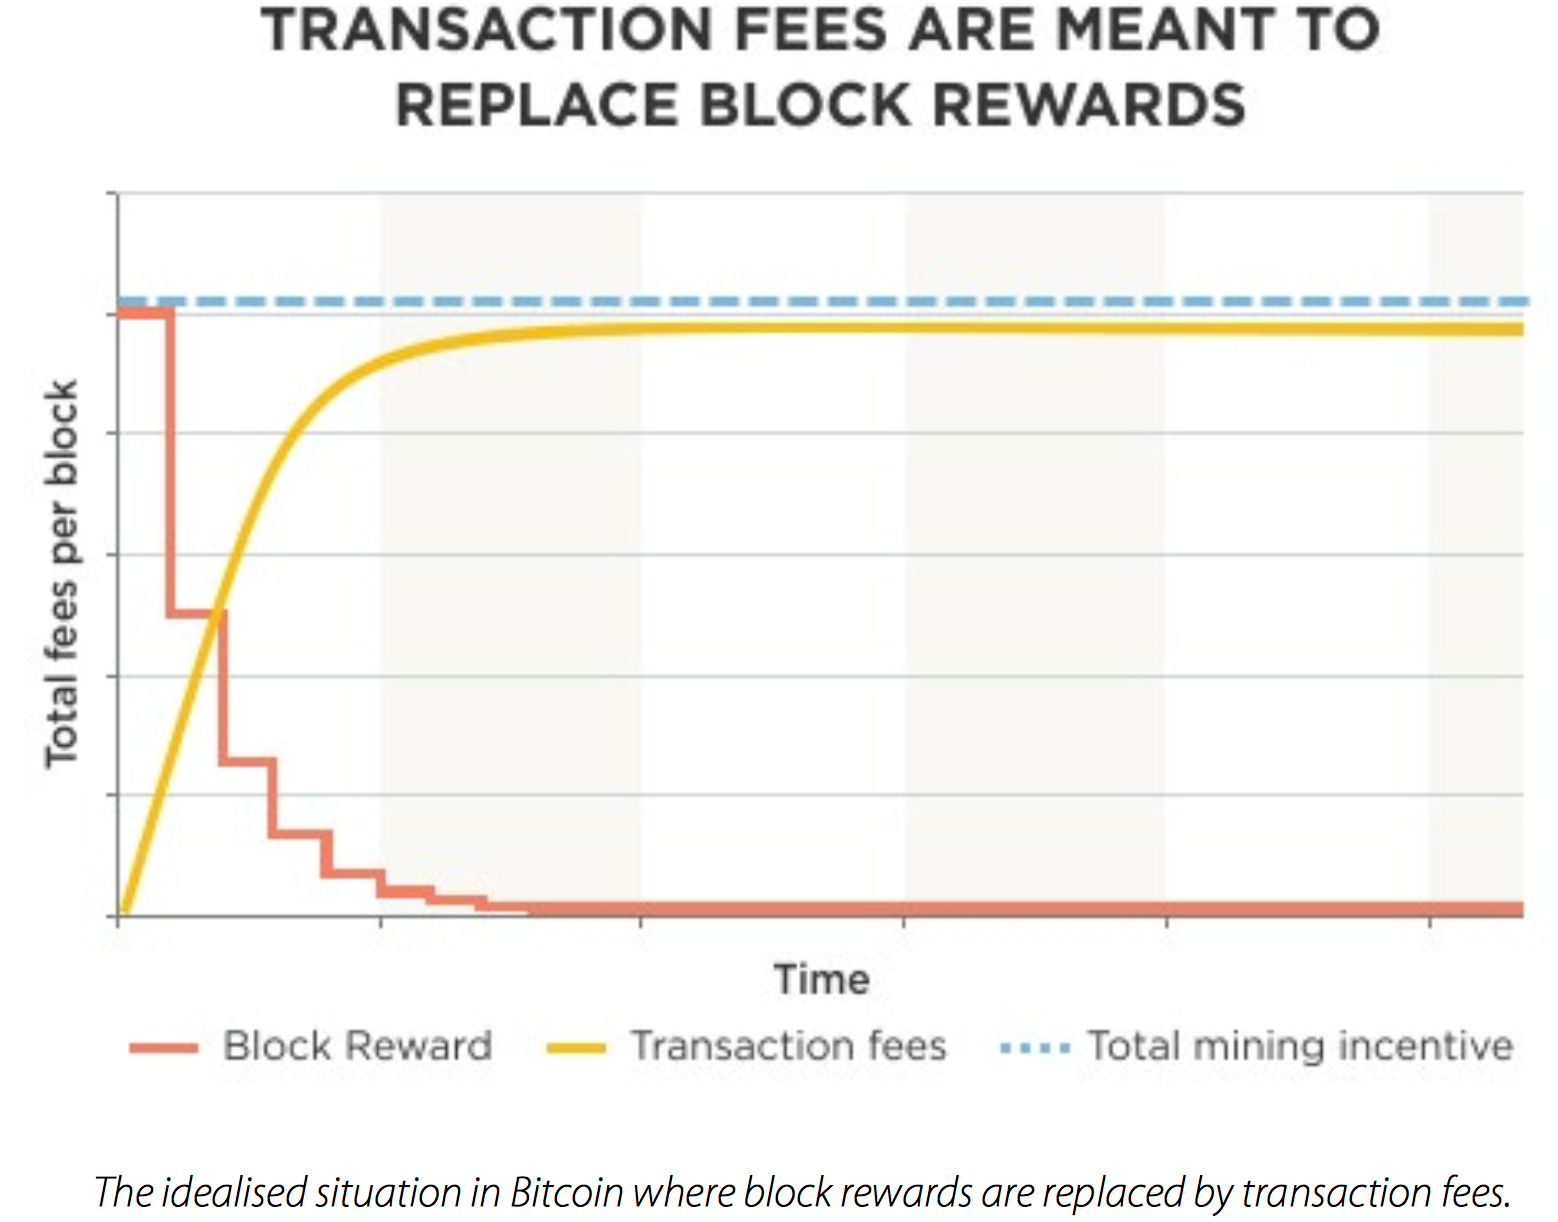 TRANSACTION FEES ARE MEANT TO
REPLACE BLOCK REWARDS
Total fees per block
Time
Block Reward
Transaction fees
Total mining incentive
The idealised situation in Bitcoin where block rewards are replaced by transaction fees.